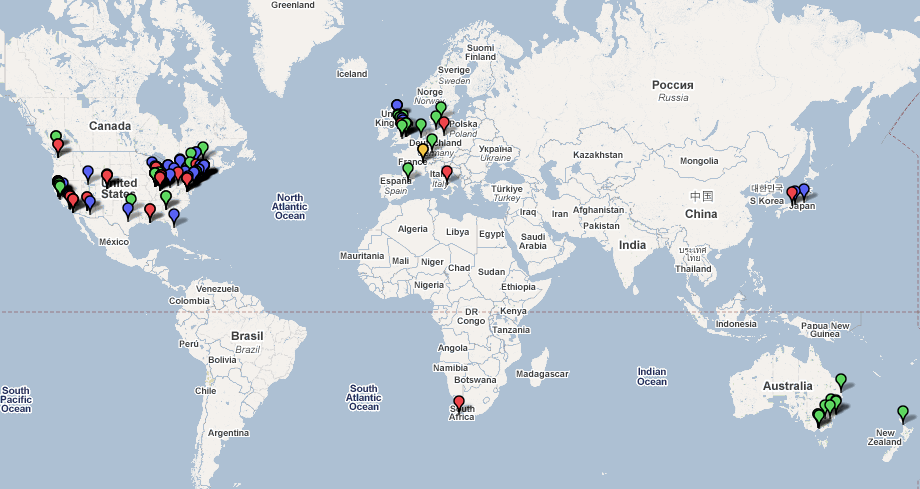 Greenland
Iceland
Suomi
Finland
Sverige
Sweden
Norge
Norway
Россия
Russia
Canada
Polska
Poland
Україна
Ukraine
France
España
Spain
Italy
Türkiye
Turkey
Kazakhstan
Mongolia
中国
China
대한민국
S Korea
Japan
United
States
North
Atlantic
Ocean
México
Algeria
Libya
Egypt
Iraq
Iran
Afghanistan
Pakistan
Saudi
Arabia
India
ประเทศ
ไทย
Thailand
Mauritania
Mali
Niger
Chad
Sudan
Nigeria
Ethiopia
Venezuela
Colombia
DR
Congo
Kenya
Tanzania
Indonesia
Papua New
Guinea
Brasil
Brazil
Perú
Bolivia
Angola
Namibia
Botswana
Madagascar
Chile
South
Pacific
Ocean
South
Atlantic
Ocean
Indian
Ocean
Australia
South
Africa
Argentina
New
Zealand